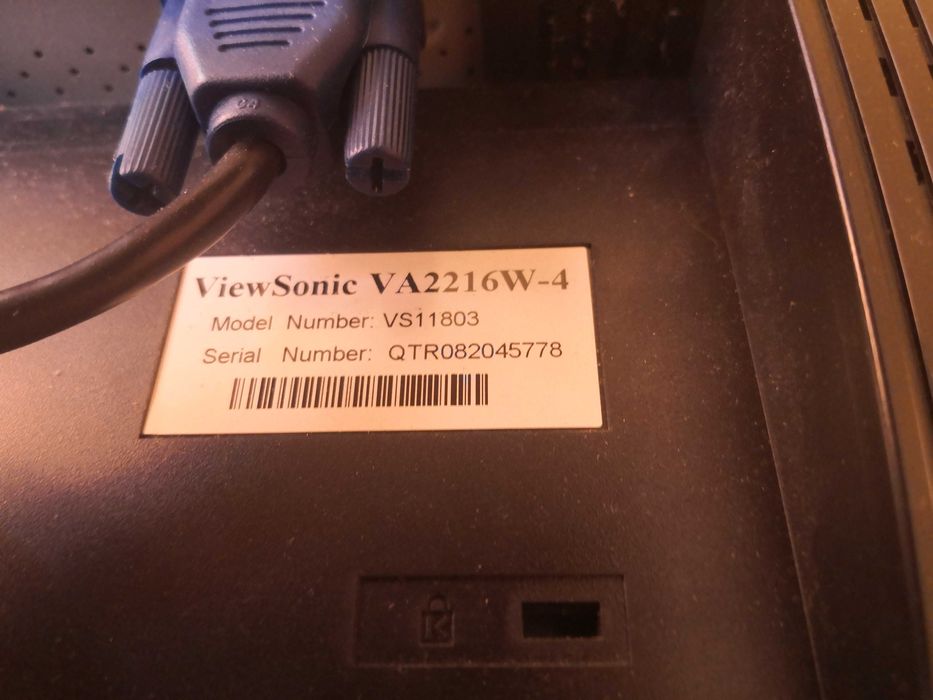 ViewSonic VA2216W-4
Model Number: VS11803
Serial Number: QTR082045778